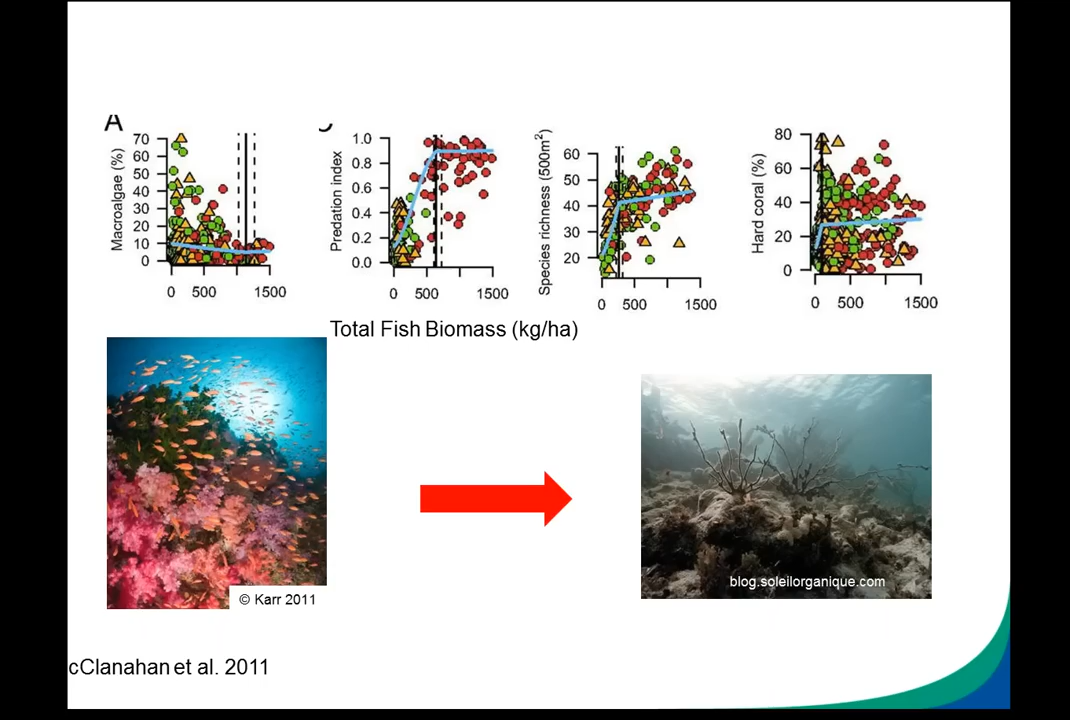 A
Macroalgae (%)
70
60
50
40
30
20
10
0
0 500 1500
Predation index
1.0
0.8
0.6
0.4
0.2
0.0
0 500 1500
Species richness (500m²)
60
50
40
30
20
0 500 1500
Hard coral (%)
80
60
40
20
0
0 500 1500
Total Fish Biomass (kg/ha)
© Karr 2011
blog.soleilorganique.com
cClanahan et al. 2011